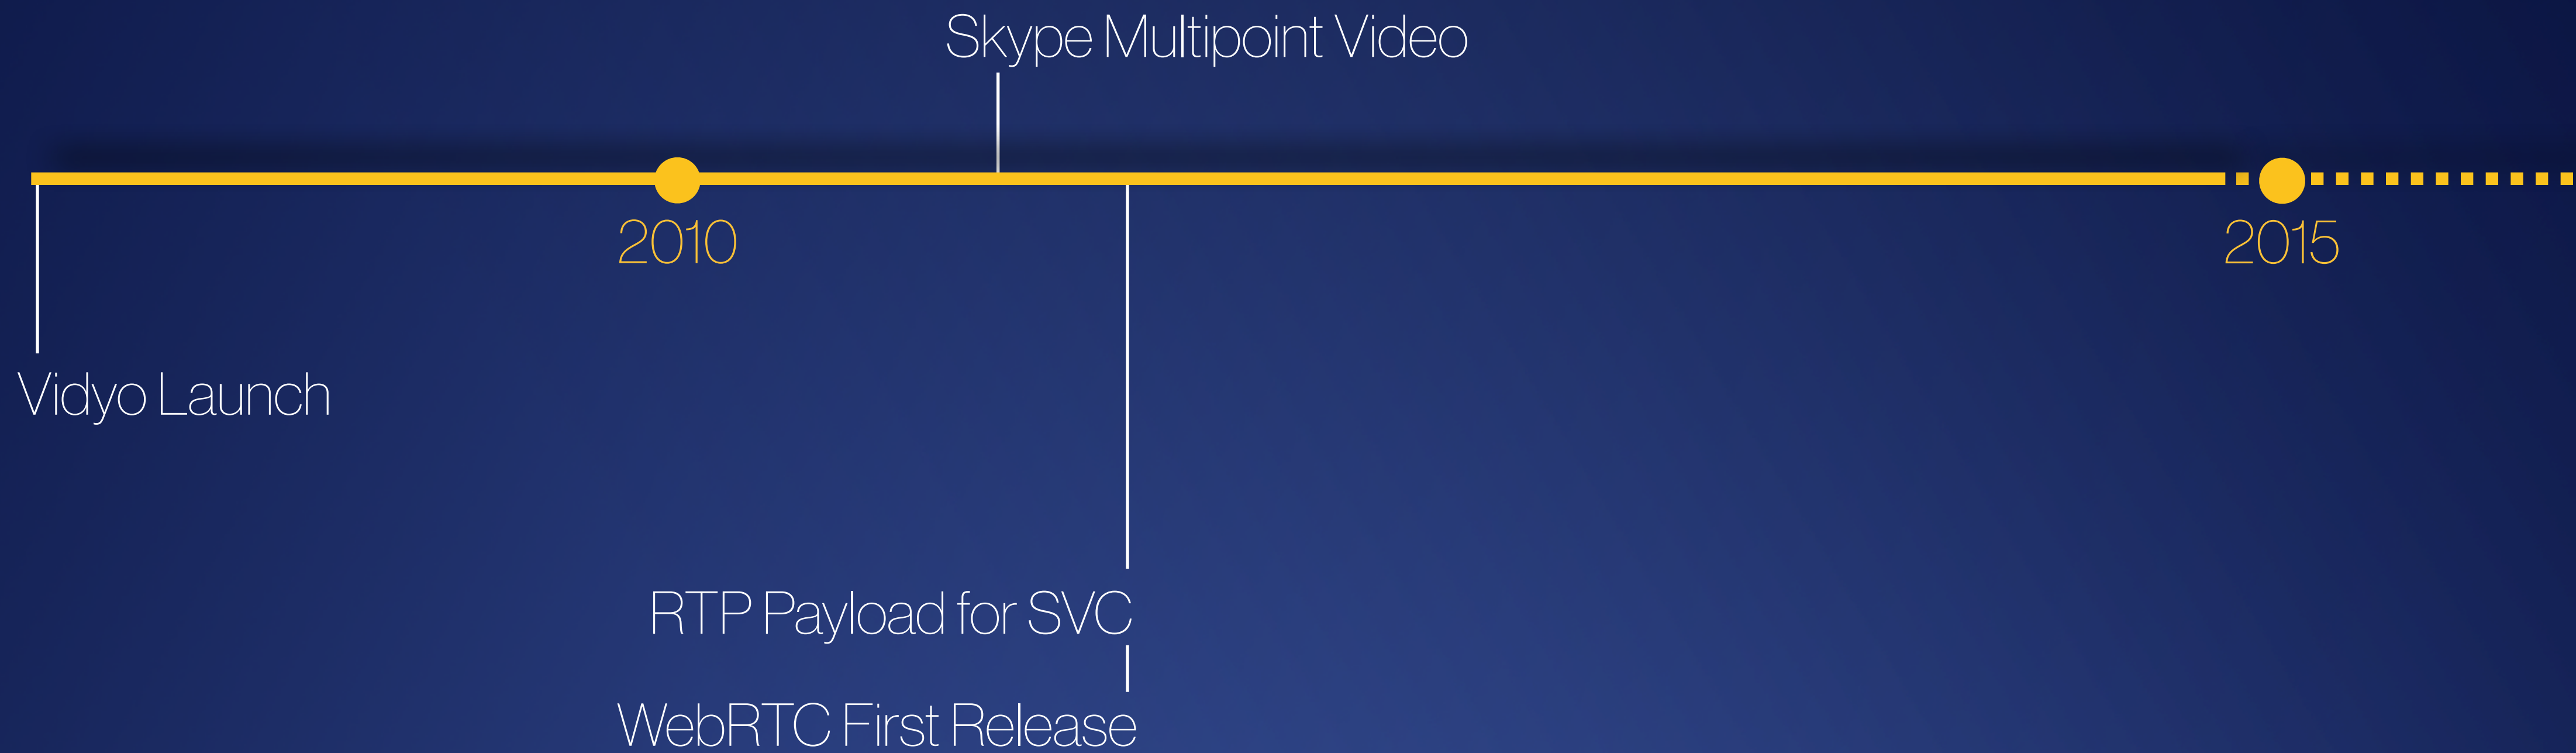 Skype Multipoint Video
2010
2015
Vidyo Launch
RTP Payload for SVC
WebRTC First Release